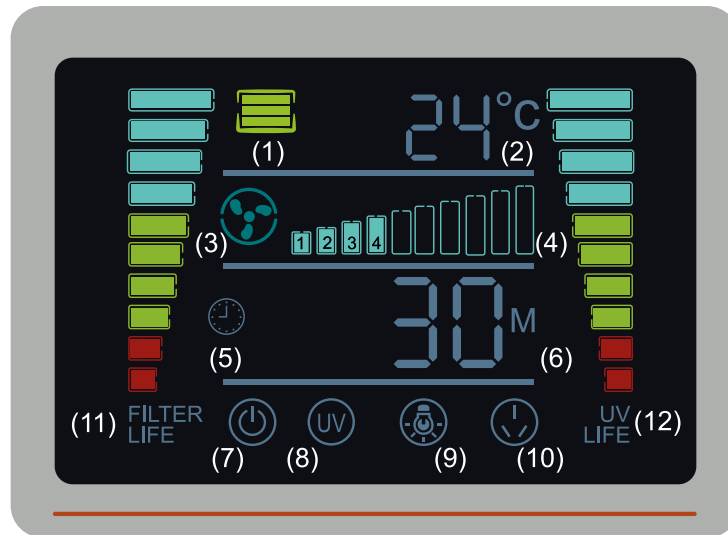 24°C
(1)
(2)
1 2 3 4
(3)
(4)
30 M
(5)
(6)
(11) FILTER LIFE
UV
UV LIFE (12)
(7)
(8)
(9)
(10)